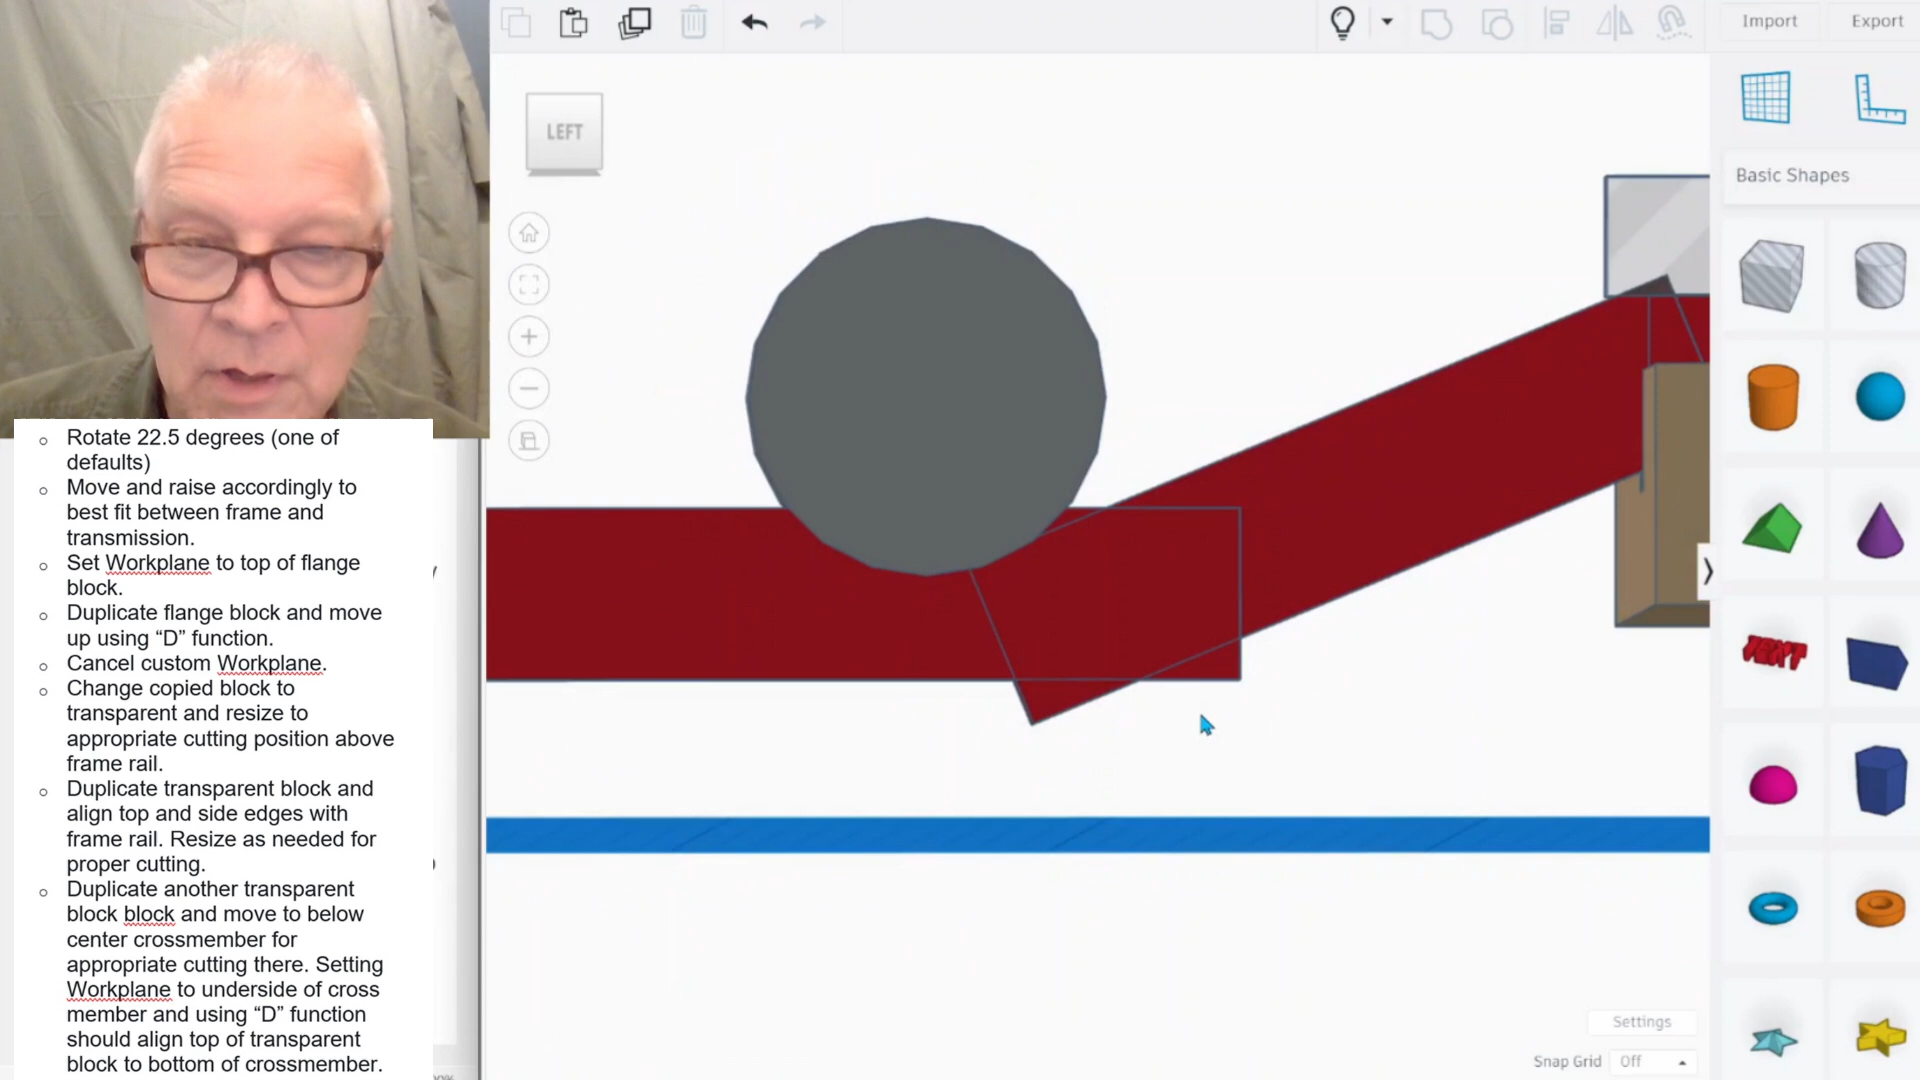 Import
Export
LEFT
Basic Shapes
TEXT
Rotate 22.5 degrees (one of
defaults)
Move and raise accordingly to
best fit between frame and
transmission.
Set Workplane to top of flange
block.
Duplicate flange block and move
up using “D” function.
Cancel custom Workplane.
Change copied block to
transparent and resize to
appropriate cutting position above
frame rail.
Duplicate transparent block and
align top and side edges with
frame rail. Resize as needed for
proper cutting.
Duplicate another transparent
block block and move to below
center crossmember for
appropriate cutting there. Setting
Workplane to underside of cross
member and using “D” function
should align top of transparent
block to bottom of crossmember.
Settings
Snap Grid Off